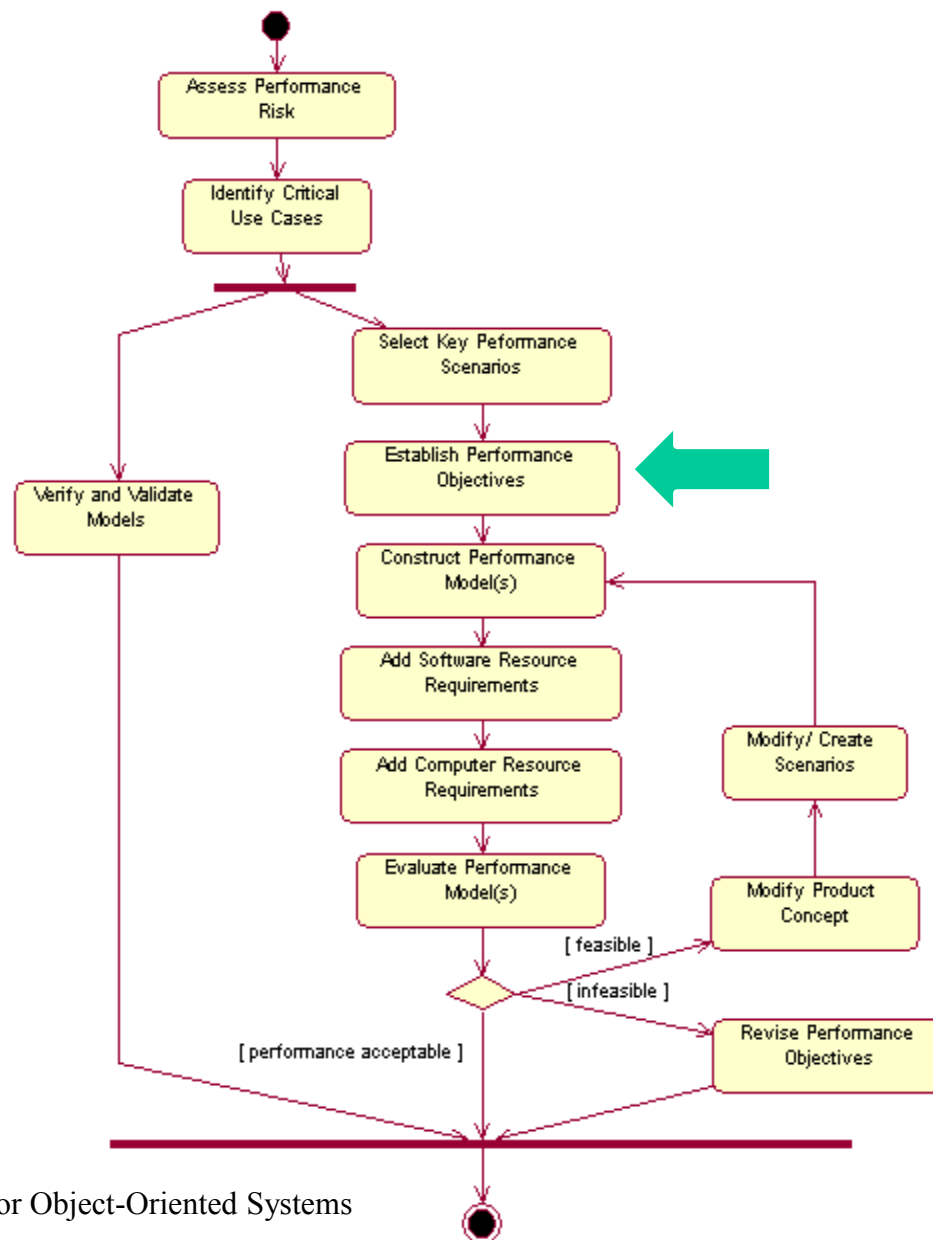 Assess Performance
Risk
Identify Critical
Use Cases
Select Key Peformance
Scenarios
Establish Performance
Objectives
Verify and Validate
Models
Construct Performance
Model(s)
Add Software Resource
Requirements
Add Computer Resource
Requirements
Modify/ Create
Scenarios
Evaluate Performance
Model(s)
Modify Product
Concept
[ feasible ]
[ infeasible ]
[ performance acceptable ]
Revise Performance
Objectives
or Object-Oriented Systems